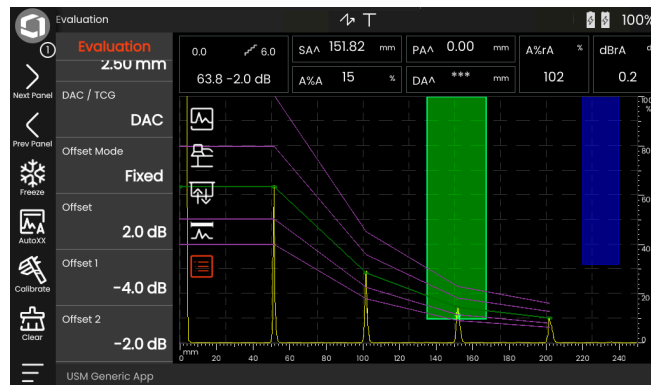 Evaluation
100%
1
Evaluation
2.50 mm
DAC / TCG
DAC
Offset Mode
Fixed
Offset
2.0 dB
Offset 1
-4.0 dB
Offset 2
-2.0 dB
Next Panel
Prev Panel
Freeze
AutoXX
Calibrate
Clear
0.0 6.0
63.8 -2.0 dB
SA^ 151.82 mm
A%A 15 %
PA^ 0.00 mm
DA^ *** mm
A%rA %
102
dBrA d
0.2
100
%
80
60
40
20
0
mm 20 40 60 80 100 120 140 160 180 200 220 240
USM Generic App